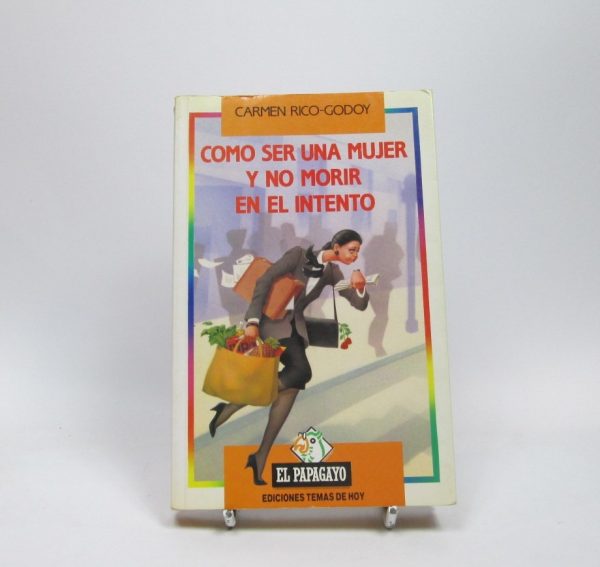 CARMEN RICO-GODOY
COMO SER UNA MUJER
Y NO MORIR
EN EL INTENTO
EL PAPAGAYO
EDICIONES TEMAS DE HOY